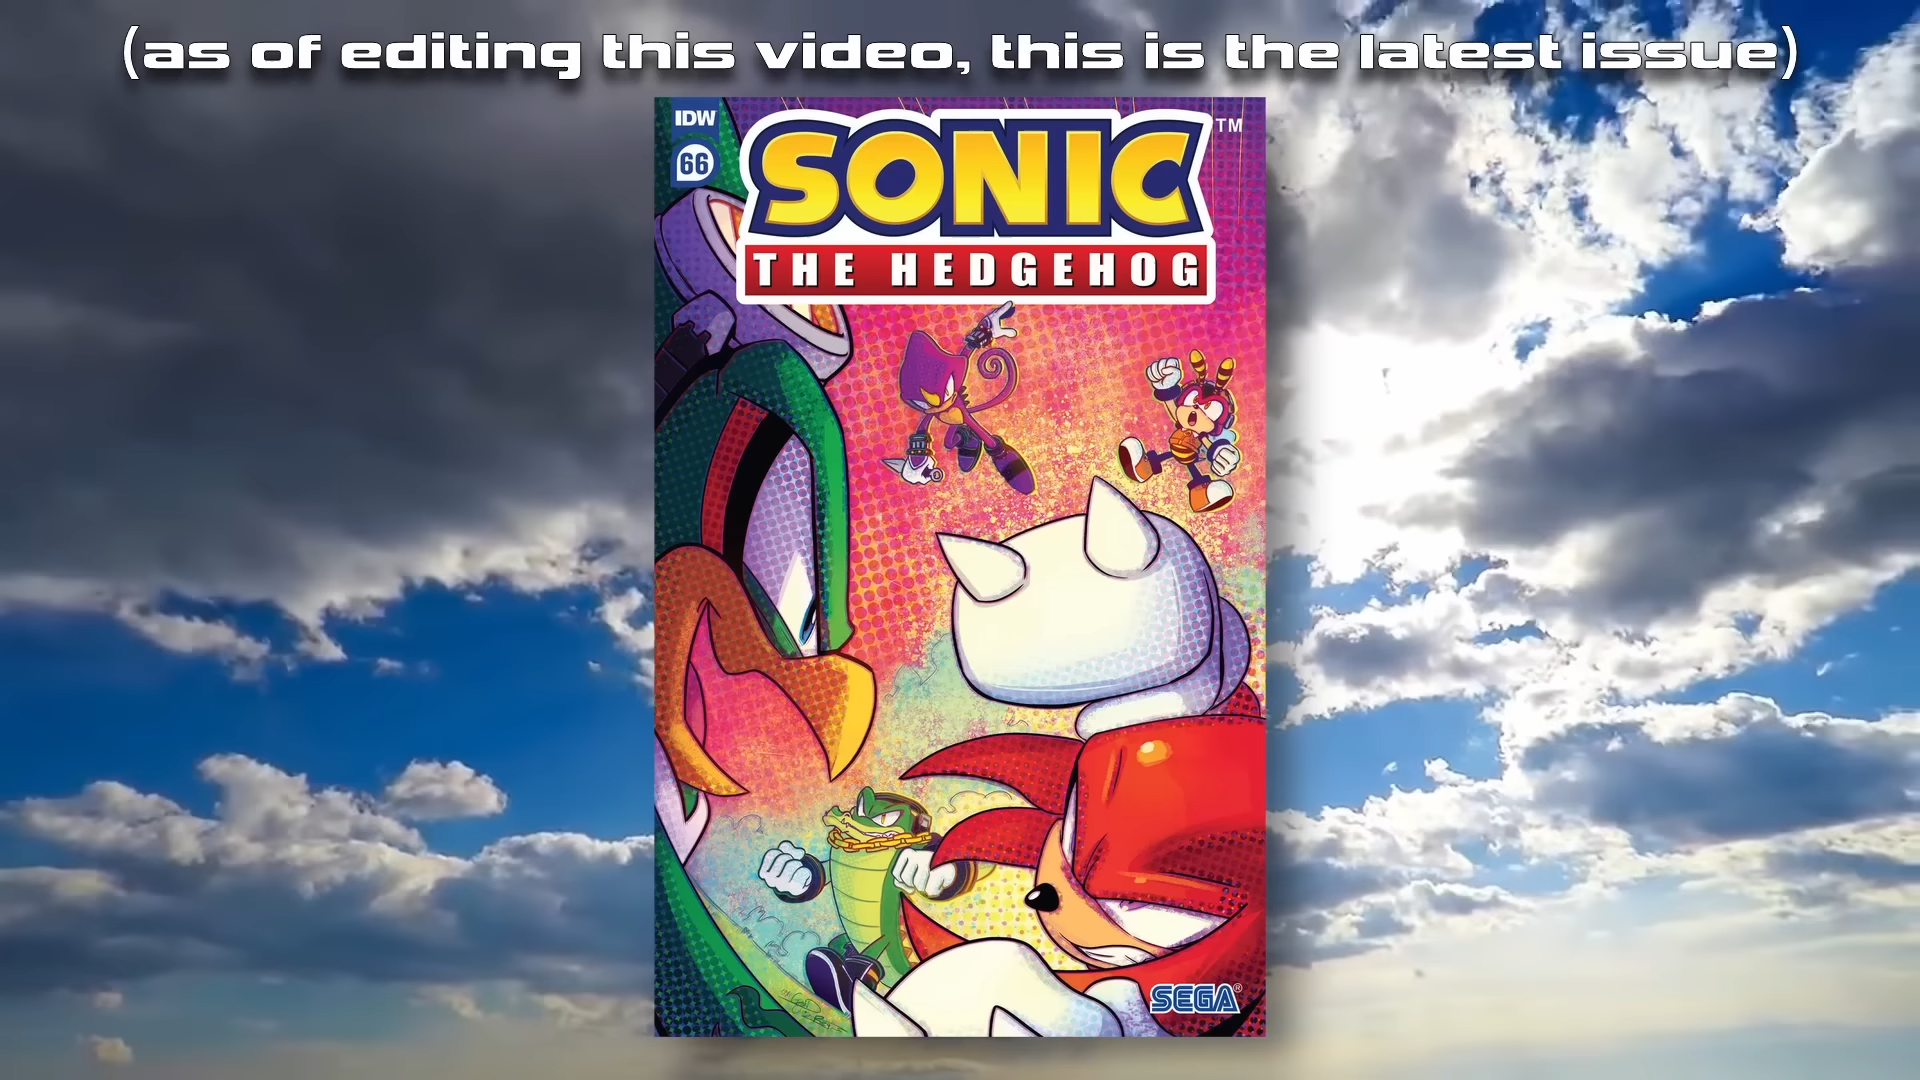 (as of editing this video, this is the latest issue)
IDW
66
SONIC
TM
THE HEDGEHOG
SEGA®